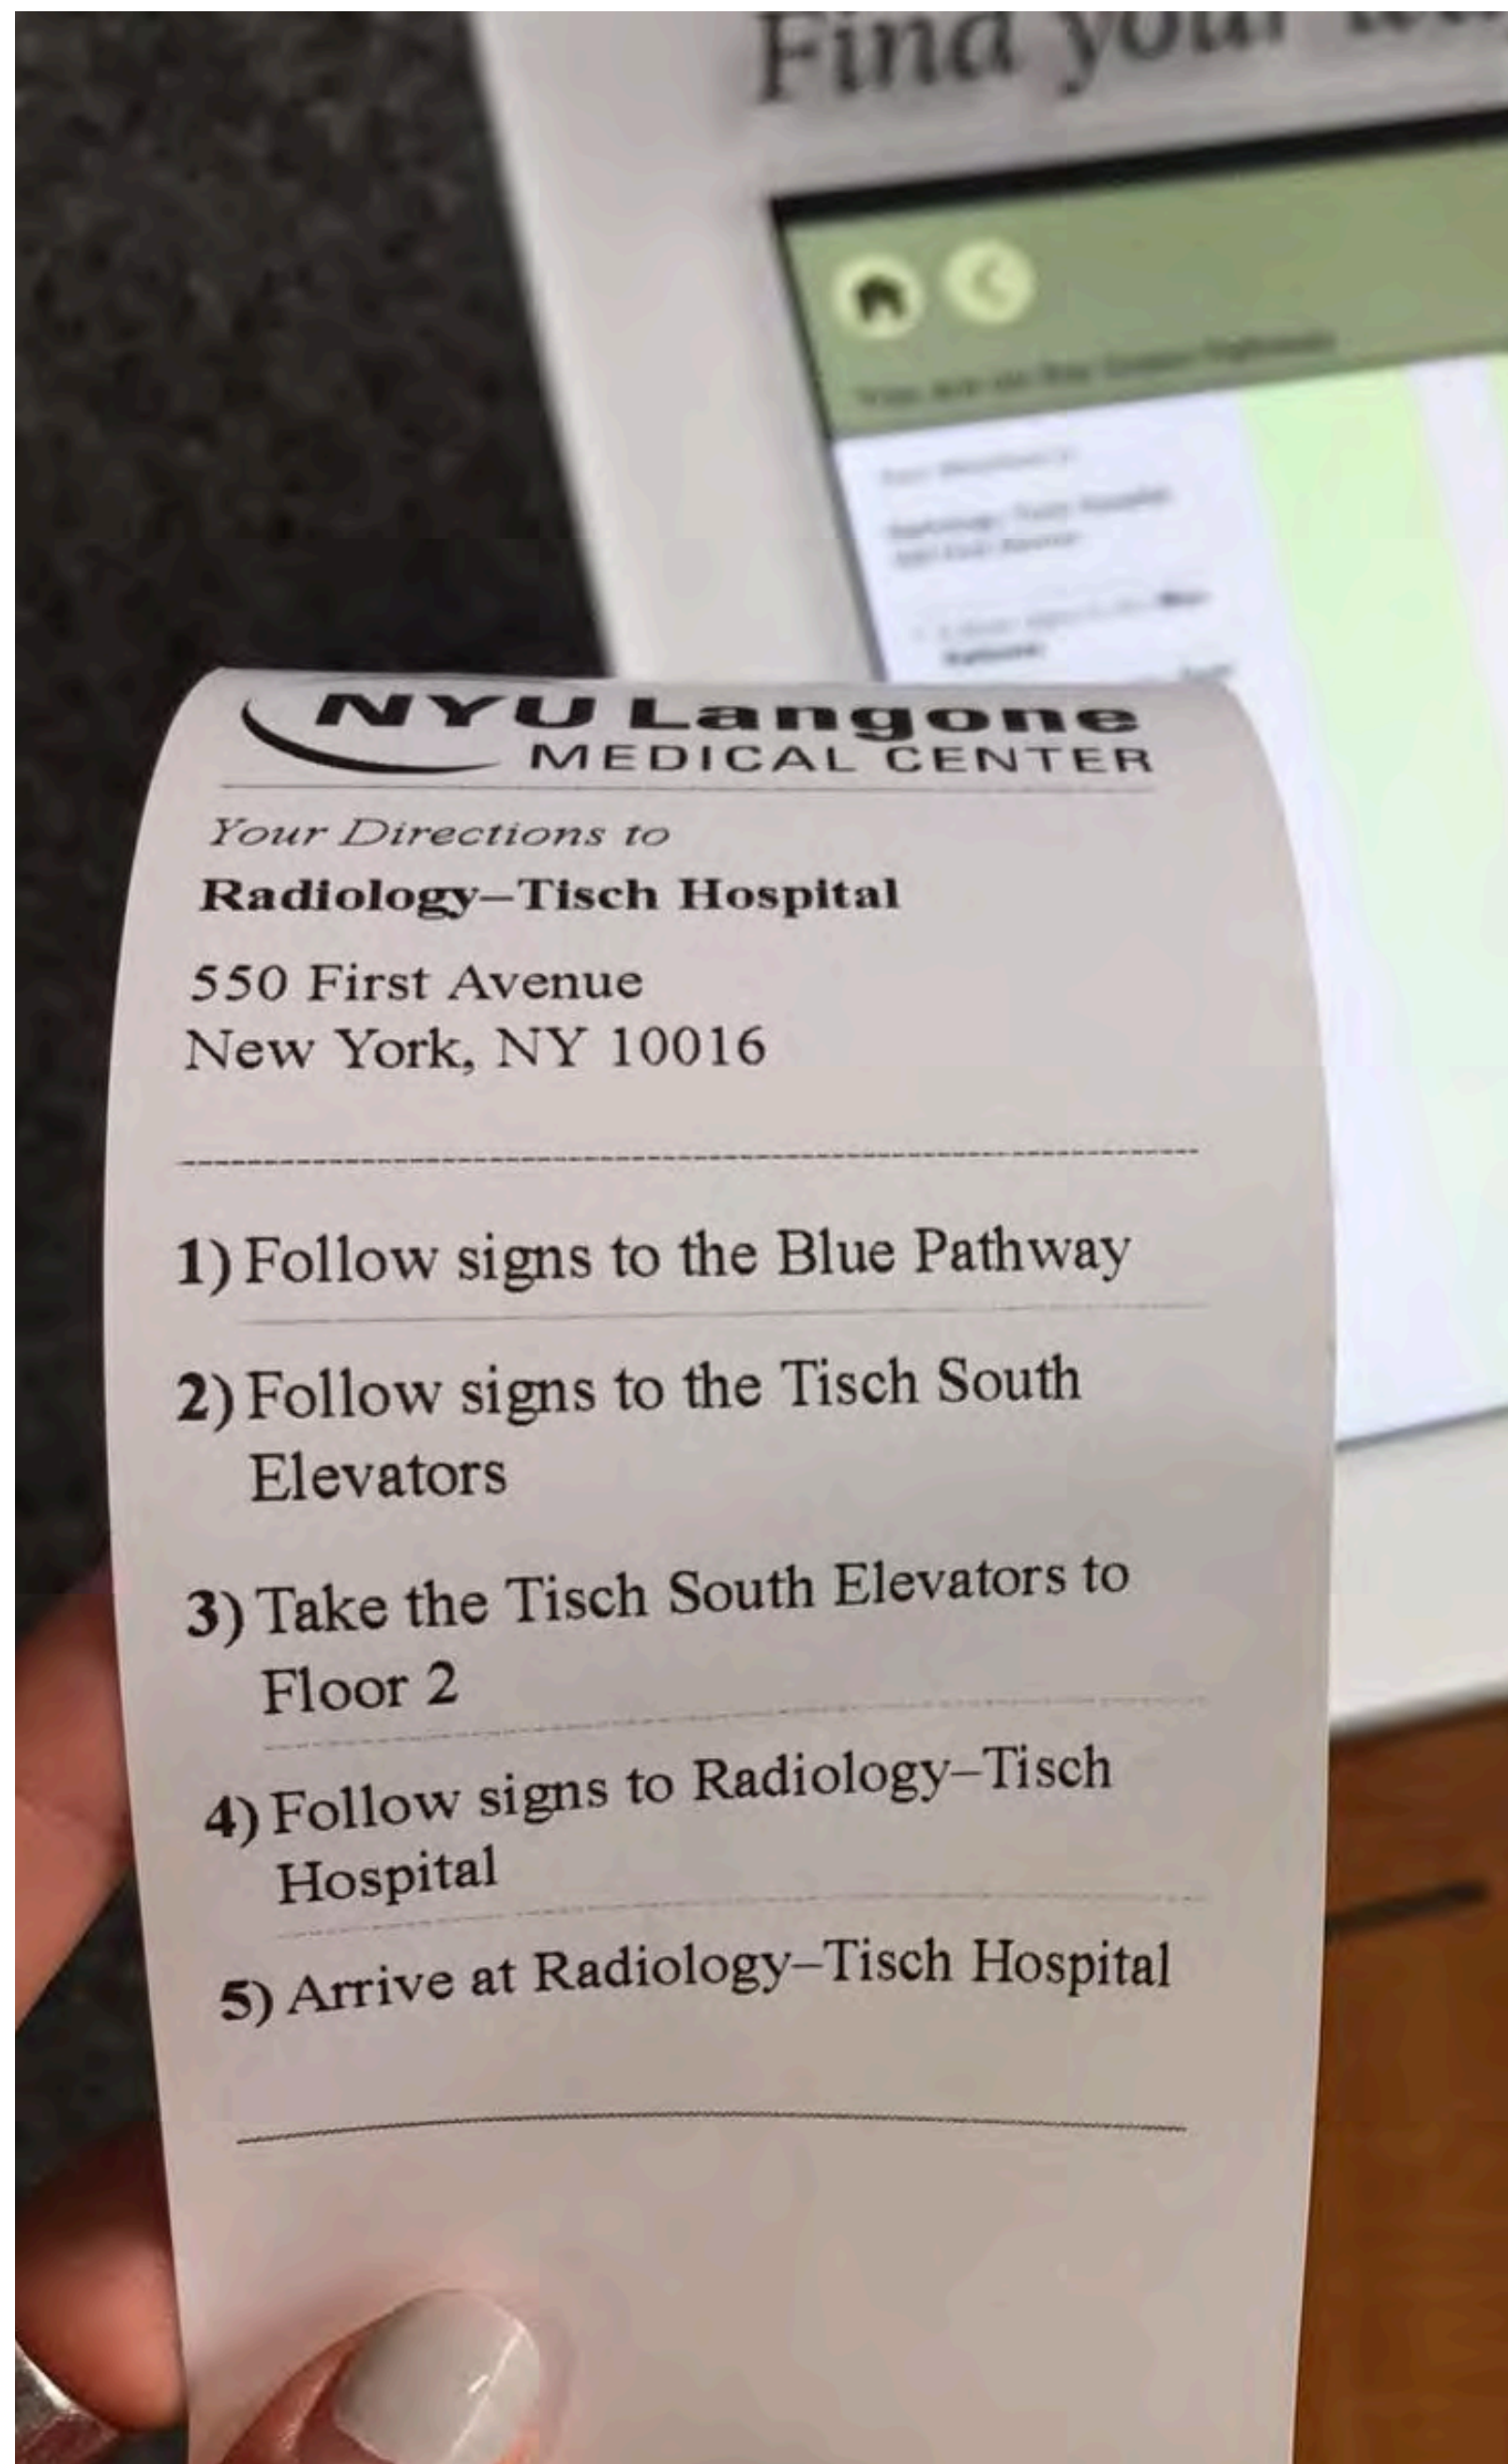 Find your
NYU Langone
MEDICAL CENTER
Your Directions to
Radiology–Tisch Hospital
550 First Avenue
New York, NY 10016
1) Follow signs to the Blue Pathway
2) Follow signs to the Tisch South
Elevators
3) Take the Tisch South Elevators to
Floor 2
4) Follow signs to Radiology–Tisch
Hospital
5) Arrive at Radiology–Tisch Hospital